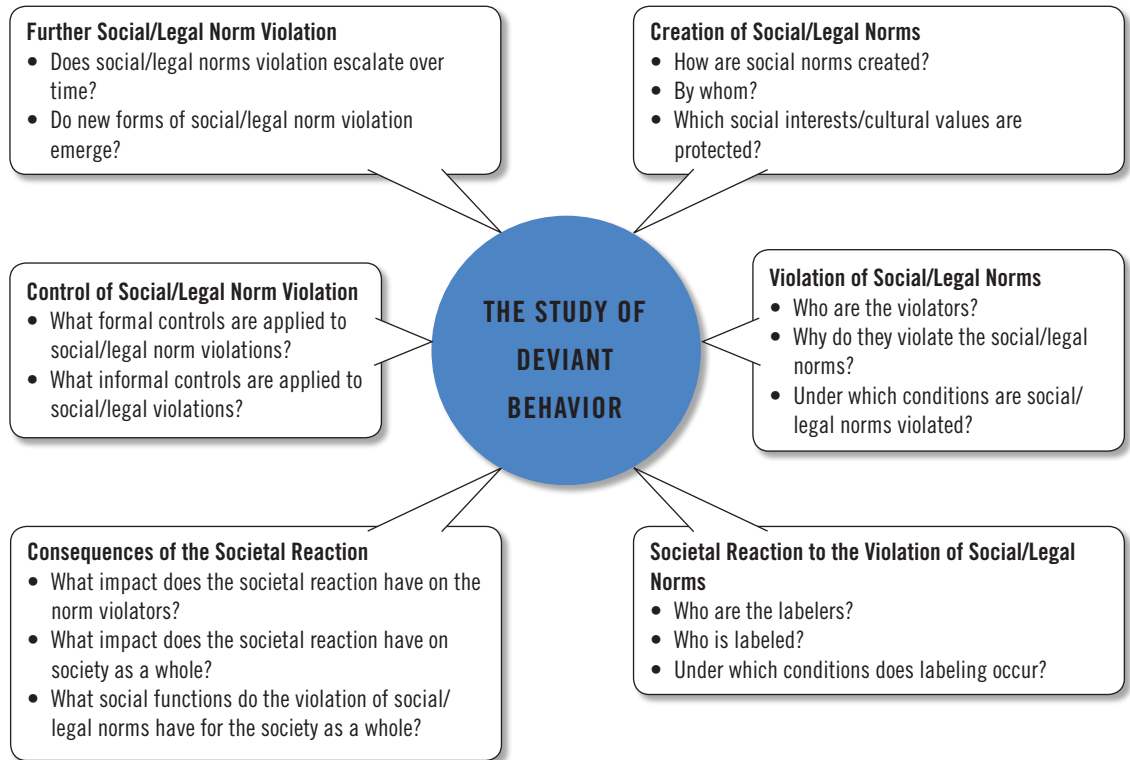 Further Social/Legal Norm Violation
• Does social/legal norms violation escalate over
time?
• Do new forms of social/legal norm violation
emerge?
Creation of Social/Legal Norms
• How are social norms created?
• By whom?
• Which social interests/cultural values are
protected?
Control of Social/Legal Norm Violation
• What formal controls are applied to
social/legal norm violations?
• What informal controls are applied to
social/legal violations?
THE STUDY OF
DEVIANT
BEHAVIOR
Violation of Social/Legal Norms
• Who are the violators?
• Why do they violate the social/legal
norms?
• Under which conditions are social/
legal norms violated?
Consequences of the Societal Reaction
• What impact does the societal reaction have on the
norm violators?
• What impact does the societal reaction have on
society as a whole?
• What social functions do the violation of social/
legal norms have for the society as a whole?
Societal Reaction to the Violation of Social/Legal
Norms
• Who are the labelers?
• Who is labeled?
• Under which conditions does labeling occur?